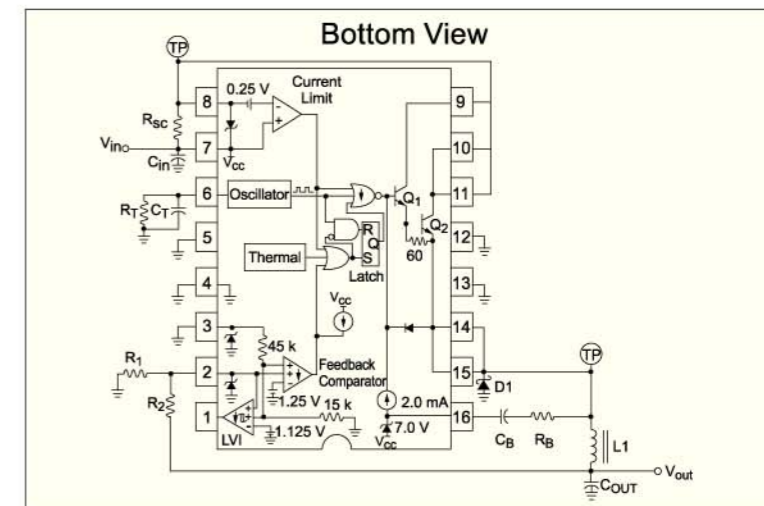 Bottom View
TP
Current
Limit
0.25 V
8
9
RSC
Vin
Cin
7
VCC
10
6
Oscillator
11
RT
CT
Q1
Q2
5
R
Q
S
60
12
Thermal
Latch
4
13
VCC
3
14
45 k
TP
R1
2
Feedback
Comparator
15
D1
R2
1.25 V
15 k
2.0 mA
1
16
LVI
1.125 V
VCC
7.0 V
CB
RB
L1
Vout
COUT